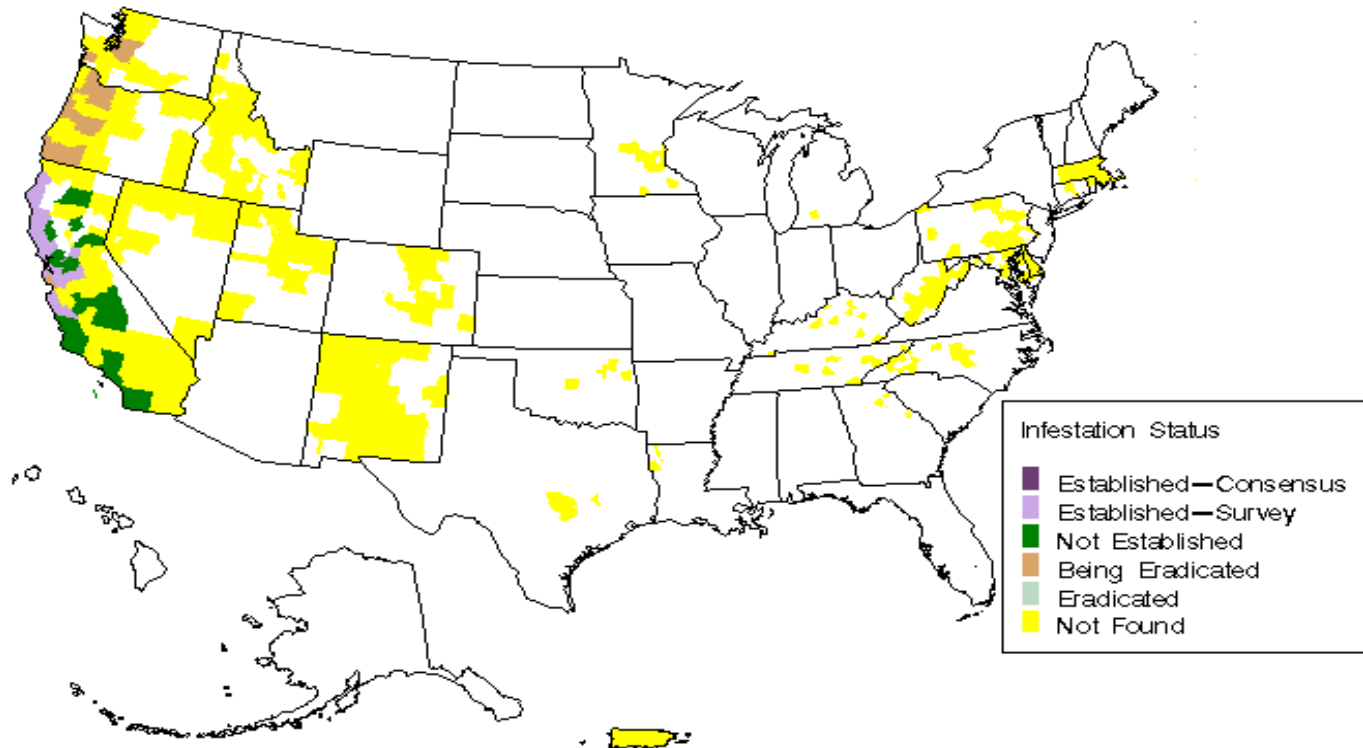 Infestation Status
Established—Consensus
Established—Survey
Not Established
Being Eradicated
Eradicated
Not Found